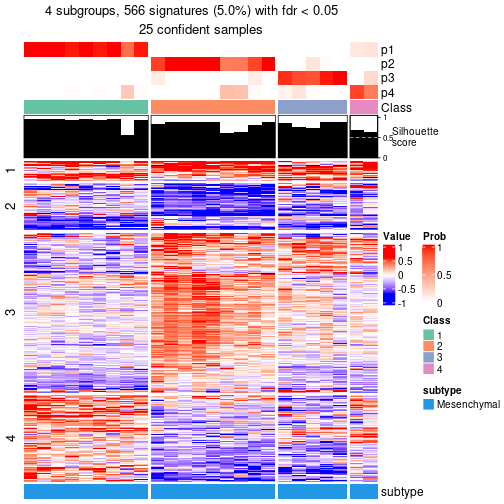 4 subgroups, 566 signatures (5.0%) with fdr < 0.05
25 confident samples
p1
p2
p3
p4
Class
1
0.5
0
Silhouette
score
1
2
3
4
subtype
Value
1
0.5
0
-0.5
-1
Prob
1
0.5
0
Class
1
2
3
4
subtype
Mesenchymal